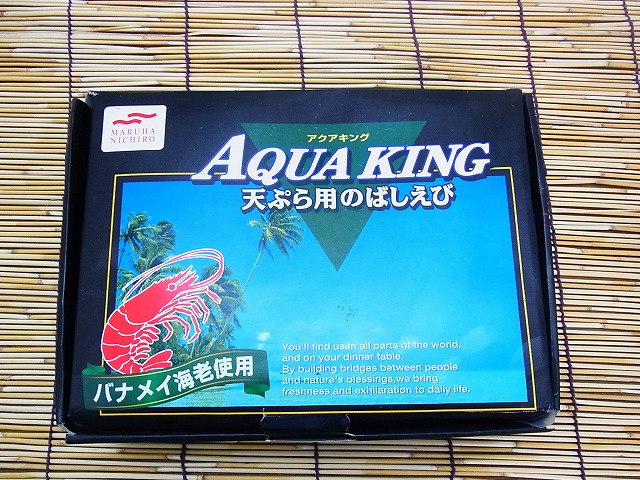 MARUHA
NICHIRO
アクアキング
AQUA KING
天ぷら用のばしえび
バナメイ海老使用
You'll find us in all parts of the world,
and on your dinner table.
By building bridges between people
and nature's blessings,we bring
freshness and exhilaration to daily life.